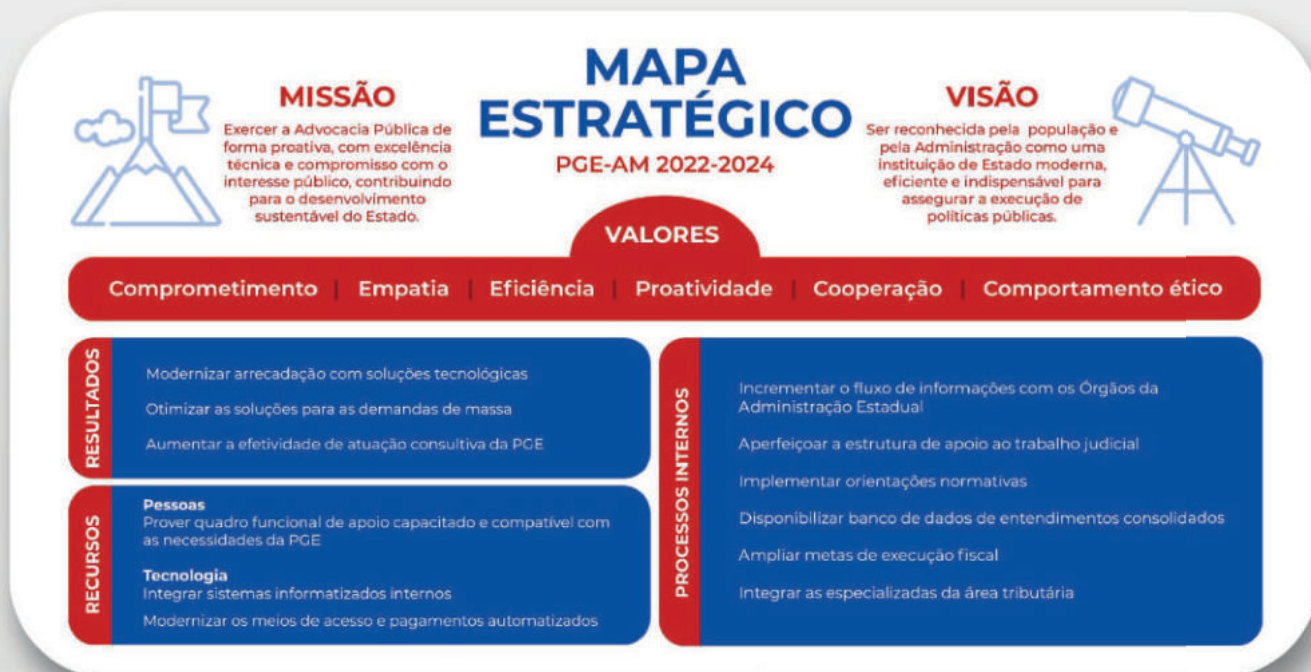 MAPA
ESTRATÉGICO
PGE-AM 2022-2024
MISSÃO
Exercer a Advocacia Pública de
forma proativa, com excelência
técnica e compromisso com o
interesse público, contribuindo
para o desenvolvimento
sustentável do Estado.
VISÃO
Ser reconhecida pela população e
pela Administração como uma
instituição de Estado moderna,
eficiente e indispensável para
assegurar a execução de
políticas públicas.
VALORES
Comprometimento | Empatia | Eficiência | Proatividade | Cooperação | Comportamento ético
RESULTADOS
Modernizar arrecadação com soluções tecnológicas
Otimizar as soluções para as demandas de massa
Aumentar a efetividade de atuação consultiva da PGE
RECURSOS
Pessoas
Prover quadro funcional de apoio capacitado e compatível com
as necessidades da PGE
Tecnologia
Integrar sistemas informatizados internos
Modernizar os meios de acesso e pagamentos automatizados
PROCESSOS INTERNOS
Incrementar o fluxo de informações com os Órgãos da
Administração Estadual
Aperfeiçoar a estrutura de apoio ao trabalho judicial
Implementar orientações normativas
Disponibilizar banco de dados de entendimentos consolidados
Ampliar metas de execução fiscal
Integrar as especializadas da área tributária